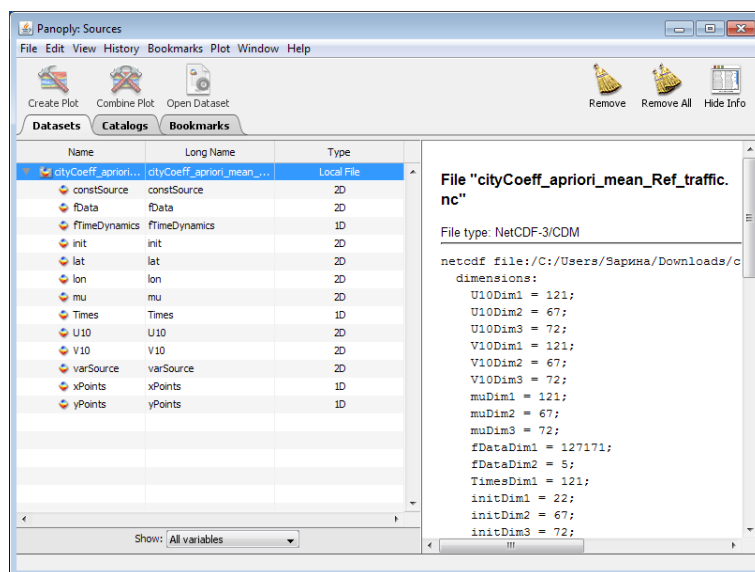 Panoply: Sources
File Edit View History Bookmarks Plot Window Help
Create Plot Combine Plot Open Dataset Remove Remove All Hide Info
Datasets Catalogs Bookmarks
Name Long Name Type
cityCoeff_apriori... cityCoeff_apriori_mean_... Local File
constSource constSource 2D
fData fData 2D
fTimeDynamics fTimeDynamics 1D
init init 2D
lat lat 2D
lon lon 2D
mu mu 2D
Times Times 1D
U10 U10 2D
V10 V10 2D
varSource varSource 2D
xPoints xPoints 1D
yPoints yPoints 1D
Show: All variables
File "cityCoeff_apriori_mean_Ref_traffic.
nc"
File type: NetCDF-3/CDM
netcdf file:/C:/Users/Зарина/Downloads/c
dimensions:
U10Dim1 = 121;
U10Dim2 = 67;
U10Dim3 = 72;
V10Dim1 = 121;
V10Dim2 = 67;
V10Dim3 = 72;
muDim1 = 121;
muDim2 = 67;
muDim3 = 72;
fDataDim1 = 127171;
fDataDim2 = 5;
TimesDim1 = 121;
initDim1 = 22;
initDim2 = 67;
initDim3 = 72;